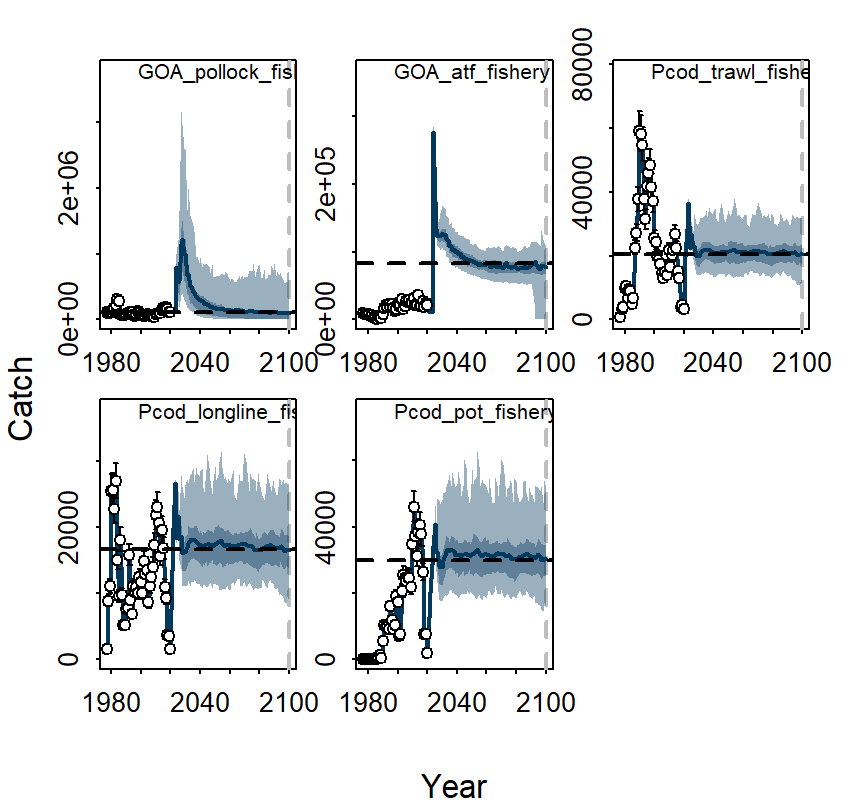 GOA_pollock_fisl
GOA_atf_fishery
Pcod_trawl_fishe
0e+00
2e+06
0e+00
2e+05
0
40000
80000
1980
2040
2100
1980
2040
2100
1980
2040
2100
Catch
Pcod_longline_fis
Pcod_pot_fishery
0
20000
0
40000
1980
2040
2100
1980
2040
2100
Year